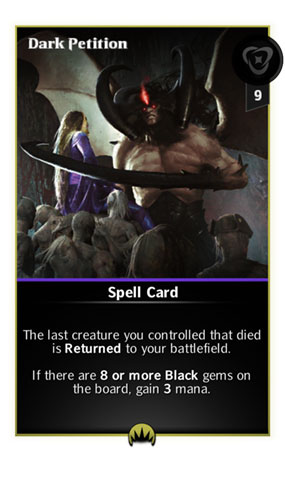 Dark Petition
9
Spell Card
The last creature you controlled that died
is Returned to your battlefield.
If there are 8 or more Black gems on
the board, gain 3 mana.